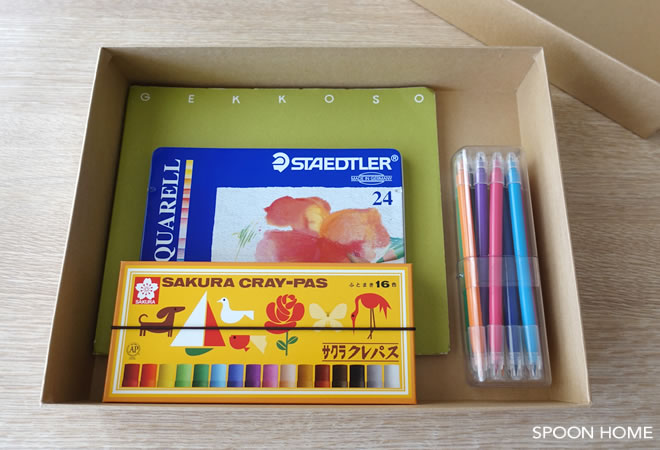 GEKKOSO
STAEDTLER®
MADE IN GERMANY
24
QUARELL
SAKURA CRAY-PAS
ふとまき16色
SAKURA
AP
サクラクレパス
SPOON HOME